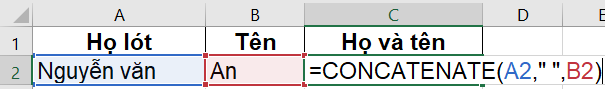 A B C D E
1 Họ lót Tên Họ và tên
2 Nguyễn văn An =CONCATENATE(A2," ",B2)